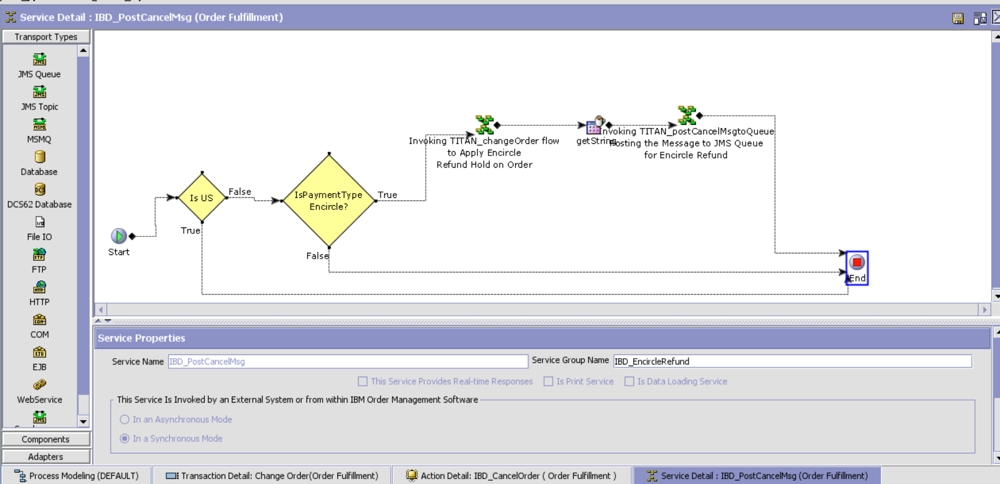 Service Detail : IBD_PostCancelMsg (Order Fulfillment)
Transport Types
JMS Queue
JMS Topic
MSMQ
Database
DCS62 Database
File IO
FTP
HTTP
COM
EJB
WebService
Components
Adapters
Start
Is US
False
True
IsPaymentType
Encircle?
True
False
Invoking TITAN_changeOrder flow
to Apply Encircle
Refund Hold on Order
getString
Invoking TITAN_postCancelMsgtoQueue
Posting the Message to JMS Queue
for Encircle Refund
End
Service Properties
Service Name IBD_PostCancelMsg Service Group Name IBD_EncircleRefund
This Service Provides Real-time Responses Is Print Service Is Data Loading Service
This Service Is Invoked by an External System or from within IBM Order Management Software
In an Asynchronous Mode
In a Synchronous Mode
Process Modeling (DEFAULT) Transaction Detail: Change Order(Order Fulfillment) Action Detail: IBD_CancelOrder ( Order Fulfillment ) Service Detail : IBD_PostCancelMsg (Order Fulfillment)